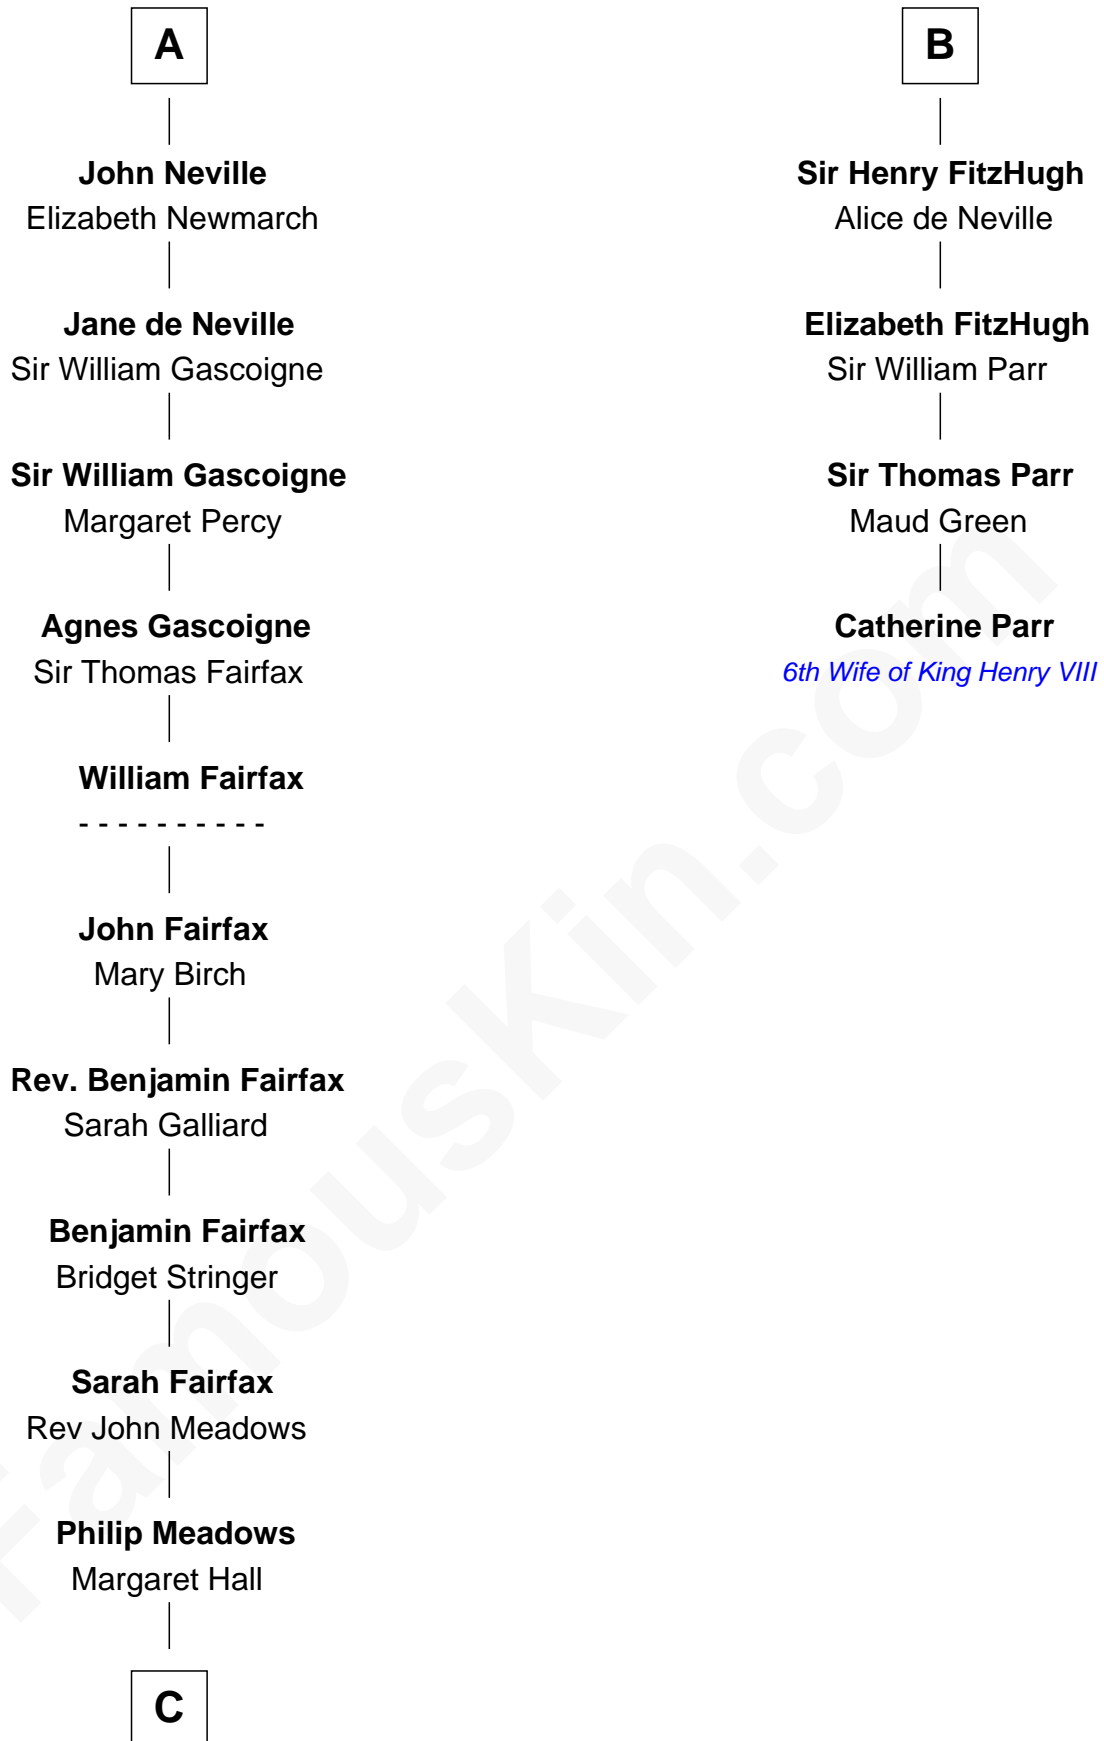 A
John Neville
Elizabeth Newmarch
Jane de Neville
Sir William Gascoigne
Sir William Gascoigne
Margaret Percy
Agnes Gascoigne
Sir Thomas Fairfax
William Fairfax
- - - - - - - - - -
John Fairfax
Mary Birch
Rev. Benjamin Fairfax
Sarah Galliard
Benjamin Fairfax
Bridget Stringer
Sarah Fairfax
Rev John Meadows
Philip Meadows
Margaret Hall
C
B
Sir Henry FitzHugh
Alice de Neville
Elizabeth FitzHugh
Sir William Parr
Sir Thomas Parr
Maud Green
Catherine Parr
6th Wife of King Henry VIII
FamousKin.com